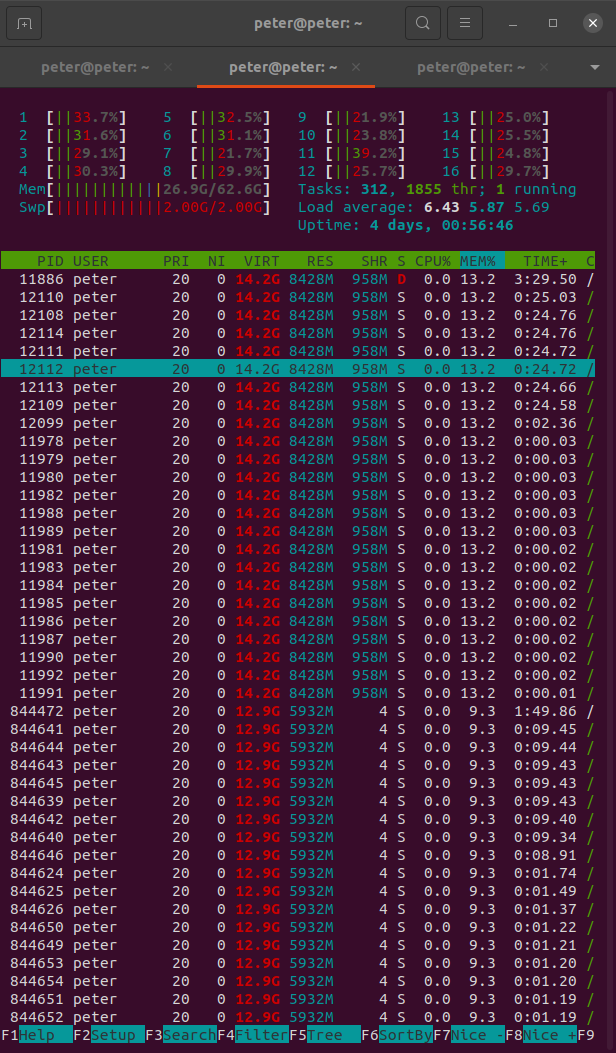 peter@peter: ~
peter@peter: ~ × peter@peter: ~ × peter@peter: ~ ×
1 [||33.7%] 5 [||32.5%] 9 [||21.9%] 13 [||25.0%]
2 [||31.6%] 6 [||31.1%] 10 [||23.8%] 14 [||25.5%]
3 [||29.1%] 7 [||21.7%] 11 [||39.2%] 15 [||24.8%]
4 [||30.3%] 8 [||29.9%] 12 [||25.7%] 16 [||29.7%]
Mem[||||||||||||26.9G/62.6G] Tasks: 312, 1855 thr; 1 running
Swp[||||||||||||2.00G/2.00G] Load average: 6.43 5.87 5.69
Uptime: 4 days, 00:56:46
PID USER PRI NI VIRT RES SHR S CPU% MEM% TIME+ C
11886 peter 20 0 14.2G 8428M 958M D 0.0 13.2 3:29.50 /
12110 peter 20 0 14.2G 8428M 958M S 0.0 13.2 0:25.03 /
12108 peter 20 0 14.2G 8428M 958M S 0.0 13.2 0:24.76 /
12114 peter 20 0 14.2G 8428M 958M S 0.0 13.2 0:24.76 /
12111 peter 20 0 14.2G 8428M 958M S 0.0 13.2 0:24.72 /
12112 peter 20 0 14.2G 8428M 958M S 0.0 13.2 0:24.72 /
12113 peter 20 0 14.2G 8428M 958M S 0.0 13.2 0:24.66 /
12109 peter 20 0 14.2G 8428M 958M S 0.0 13.2 0:24.58 /
12099 peter 20 0 14.2G 8428M 958M S 0.0 13.2 0:02.36 /
11978 peter 20 0 14.2G 8428M 958M S 0.0 13.2 0:00.03 /
11979 peter 20 0 14.2G 8428M 958M S 0.0 13.2 0:00.03 /
11980 peter 20 0 14.2G 8428M 958M S 0.0 13.2 0:00.03 /
11982 peter 20 0 14.2G 8428M 958M S 0.0 13.2 0:00.03 /
11988 peter 20 0 14.2G 8428M 958M S 0.0 13.2 0:00.03 /
11989 peter 20 0 14.2G 8428M 958M S 0.0 13.2 0:00.03 /
11981 peter 20 0 14.2G 8428M 958M S 0.0 13.2 0:00.02 /
11983 peter 20 0 14.2G 8428M 958M S 0.0 13.2 0:00.02 /
11984 peter 20 0 14.2G 8428M 958M S 0.0 13.2 0:00.02 /
11985 peter 20 0 14.2G 8428M 958M S 0.0 13.2 0:00.02 /
11986 peter 20 0 14.2G 8428M 958M S 0.0 13.2 0:00.02 /
11987 peter 20 0 14.2G 8428M 958M S 0.0 13.2 0:00.02 /
11990 peter 20 0 14.2G 8428M 958M S 0.0 13.2 0:00.02 /
11992 peter 20 0 14.2G 8428M 958M S 0.0 13.2 0:00.02 /
11991 peter 20 0 14.2G 8428M 958M S 0.0 13.2 0:00.01 /
844472 peter 20 0 12.9G 5932M 4 S 0.0 9.3 1:49.86 /
844641 peter 20 0 12.9G 5932M 4 S 0.0 9.3 0:09.45 /
844644 peter 20 0 12.9G 5932M 4 S 0.0 9.3 0:09.44 /
844643 peter 20 0 12.9G 5932M 4 S 0.0 9.3 0:09.43 /
844645 peter 20 0 12.9G 5932M 4 S 0.0 9.3 0:09.43 /
844639 peter 20 0 12.9G 5932M 4 S 0.0 9.3 0:09.43 /
844642 peter 20 0 12.9G 5932M 4 S 0.0 9.3 0:09.40 /
844640 peter 20 0 12.9G 5932M 4 S 0.0 9.3 0:09.34 /
844646 peter 20 0 12.9G 5932M 4 S 0.0 9.3 0:08.91 /
844624 peter 20 0 12.9G 5932M 4 S 0.0 9.3 0:01.74 /
844625 peter 20 0 12.9G 5932M 4 S 0.0 9.3 0:01.49 /
844626 peter 20 0 12.9G 5932M 4 S 0.0 9.3 0:01.37 /
844650 peter 20 0 12.9G 5932M 4 S 0.0 9.3 0:01.22 /
844649 peter 20 0 12.9G 5932M 4 S 0.0 9.3 0:01.21 /
844653 peter 20 0 12.9G 5932M 4 S 0.0 9.3 0:01.20 /
844654 peter 20 0 12.9G 5932M 4 S 0.0 9.3 0:01.20 /
844651 peter 20 0 12.9G 5932M 4 S 0.0 9.3 0:01.19 /
844652 peter 20 0 12.9G 5932M 4 S 0.0 9.3 0:01.19 /
F1Help F2Setup F3SearchF4FilterF5Tree F6SortByF7Nice -F8Nice +F9